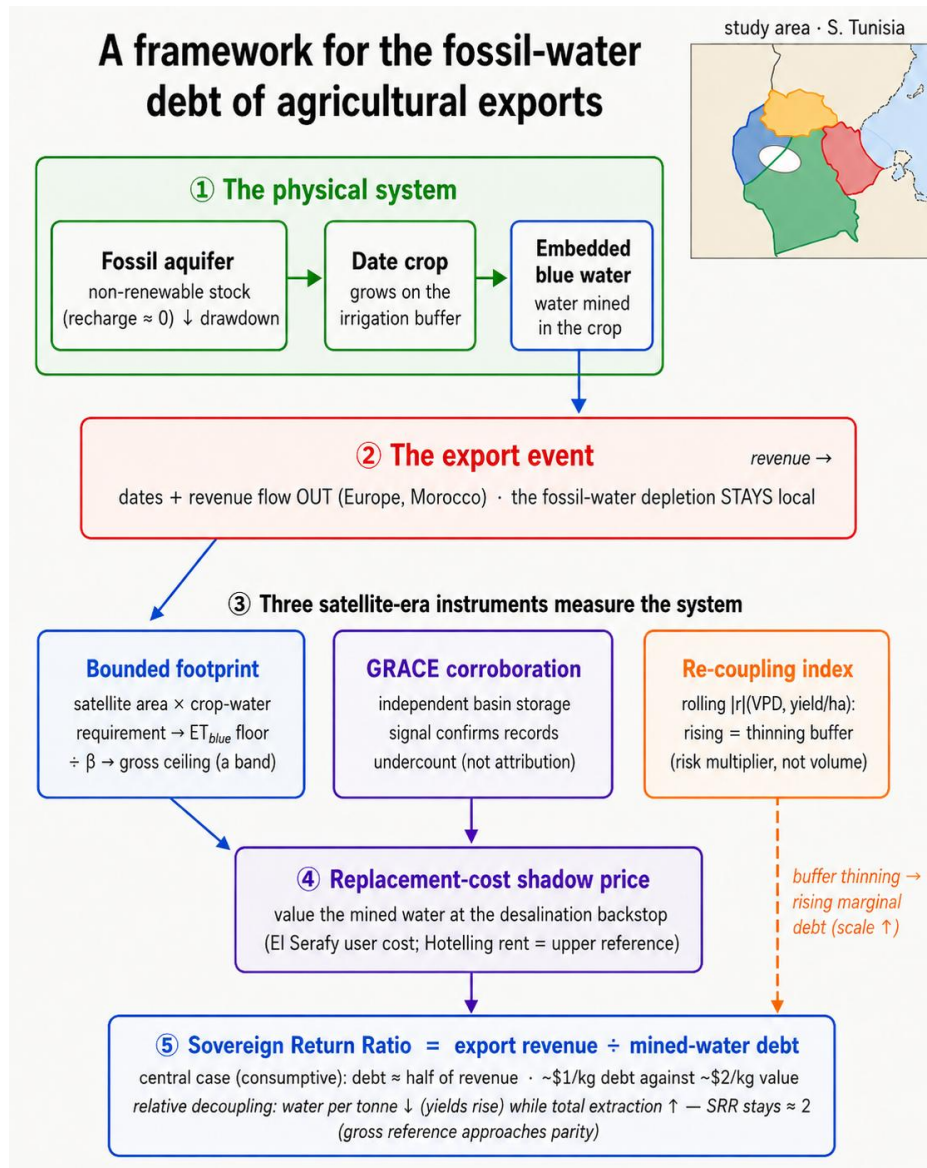 A framework for the fossil-water
debt of agricultural exports
study area · S. Tunisia
① The physical system
Fossil aquifer
non-renewable stock
(recharge ≈ 0) ↓ drawdown
Date crop
grows on the
irrigation buffer
Embedded
blue water
water mined
in the crop
② The export event
revenue →
dates + revenue flow OUT (Europe, Morocco) · the fossil-water depletion STAYS local
③ Three satellite-era instruments measure the system
Bounded footprint
satellite area × crop-water
requirement → ET_blue floor
÷ β → gross ceiling (a band)
GRACE corroboration
independent basin storage
signal confirms records
undercount (not attribution)
Re-coupling index
rolling |r|(VPD, yield/ha):
rising = thinning buffer
(risk multiplier, not volume)
④ Replacement-cost shadow price
value the mined water at the desalination backstop
(El Serafy user cost; Hotelling rent = upper reference)
buffer thinning →
rising marginal
debt (scale ↑)
⑤ Sovereign Return Ratio = export revenue ÷ mined-water debt
central case (consumptive): debt ≈ half of revenue · ~$1/kg debt against ~$2/kg value
relative decoupling: water per tonne ↓ (yields rise) while total extraction ↑ — SRR stays ≈ 2
(gross reference approaches parity)